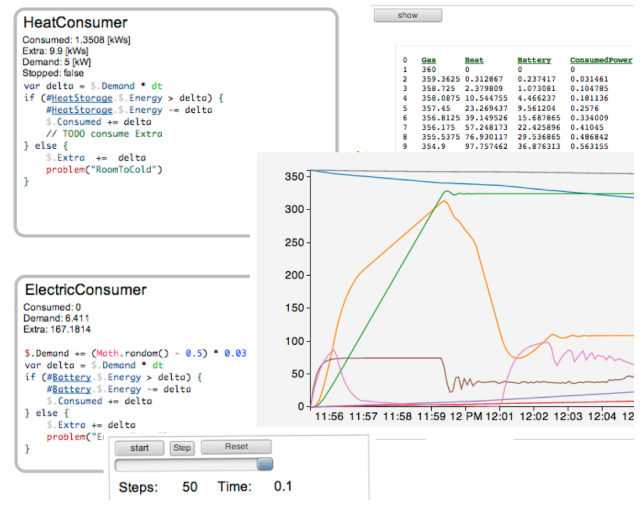 HeatConsumer
Consumed: 1.3508 [kWs]
Extra: 9.9 [kWs]
Demand: 5 [kW]
Stopped: false
var delta = $.Demand * dt
if (#HeatStorage.$.Energy > delta) {
#HeatStorage.$.Energy -= delta
$.Consumed += delta
// TODO consume Extra
} else {
$.Extra += delta
problem("RoomToCold")
}
show
0 Gas Heat Battery ConsumedPower
1 360 0 0 0
2 359.3625 0.312867 0.237417 0.031461
3 358.725 2.379809 1.073081 0.104785
4 358.0875 10.544755 4.466237 0.181136
5 357.45 23.269437 9.561204 0.2576
6 356.8125 39.149526 15.687865 0.334009
7 356.175 57.248173 22.425896 0.41045
8 355.5375 76.930117 29.536865 0.486842
9 354.9 97.757462 36.876313 0.563155
350
300
250
200
150
100
50
0
11:56 11:57 11:58 11:59 12 PM 12:01 12:02 12:03 12:04 12
ElectricConsumer
Consumed: 0
Demand: 6.411
Extra: 167.1814
$.Demand += (Math.random() - 0.5) * 0.03
var delta = $.Demand * dt
if (#Battery.$.Energy > delta) {
#Battery.$.Energy -= delta
$.Consumed += delta
} else {
$.Extra += delta
problem("E
}
start Step Reset
Steps: 50 Time: 0.1